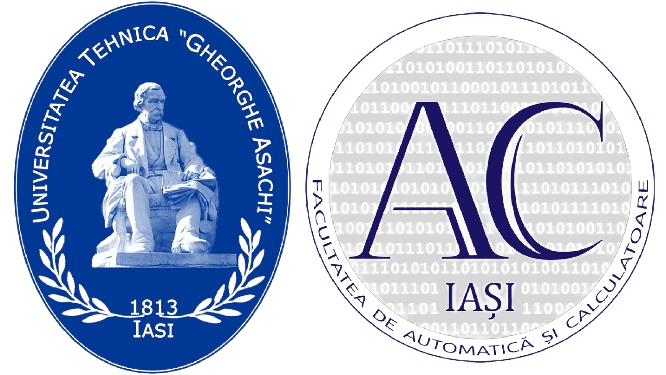 UNIVERSITATEA TEHNICA "GHEORGHE ASACHI"
1813
IASI
AC
IAȘI
FACULTATEA DE AUTOMATICĂ ȘI CALCULATOARE